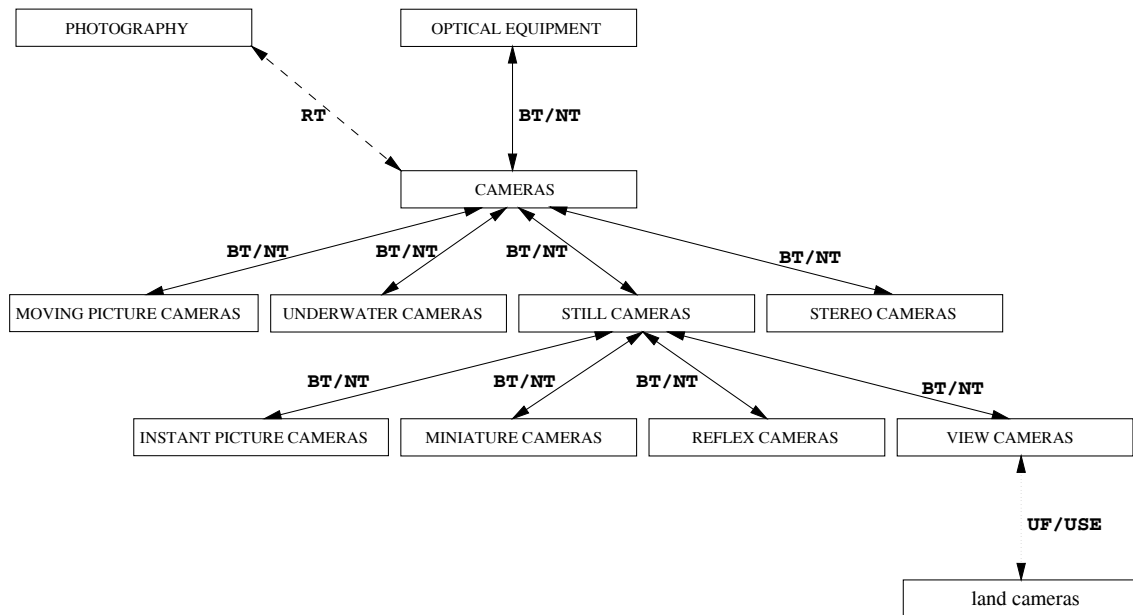 PHOTOGRAPHY
OPTICAL EQUIPMENT
RT
BT/NT
CAMERAS
BT/NT
BT/NT
BT/NT
BT/NT
MOVING PICTURE CAMERAS
UNDERWATER CAMERAS
STILL CAMERAS
STEREO CAMERAS
BT/NT
BT/NT
BT/NT
BT/NT
INSTANT PICTURE CAMERAS
MINIATURE CAMERAS
REFLEX CAMERAS
VIEW CAMERAS
UF/USE
land cameras